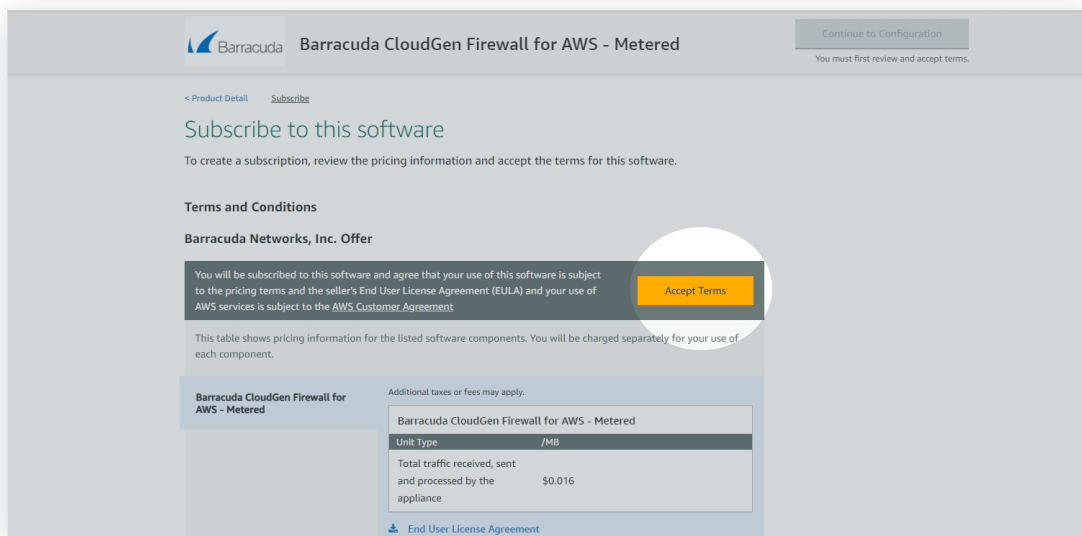 Barracuda
Barracuda CloudGen Firewall for AWS - Metered
Continue to Configuration
You must first review and accept terms.
< Product Detail
Subscribe
Subscribe to this software
To create a subscription, review the pricing information and accept the terms for this software.
Terms and Conditions
Barracuda Networks, Inc. Offer
You will be subscribed to this software and agree that your use of this software is subject
to the pricing terms and the seller's End User License Agreement (EULA) and your use of
AWS services is subject to the AWS Customer Agreement
Accept Terms
This table shows pricing information for the listed software components. You will be charged separately for your use of
each component.
Barracuda CloudGen Firewall for
AWS - Metered
Additional taxes or fees may apply.
Barracuda CloudGen Firewall for AWS - Metered
Unit Type /MB
Total traffic received, sent
and processed by the $0.016
appliance
End User License Agreement